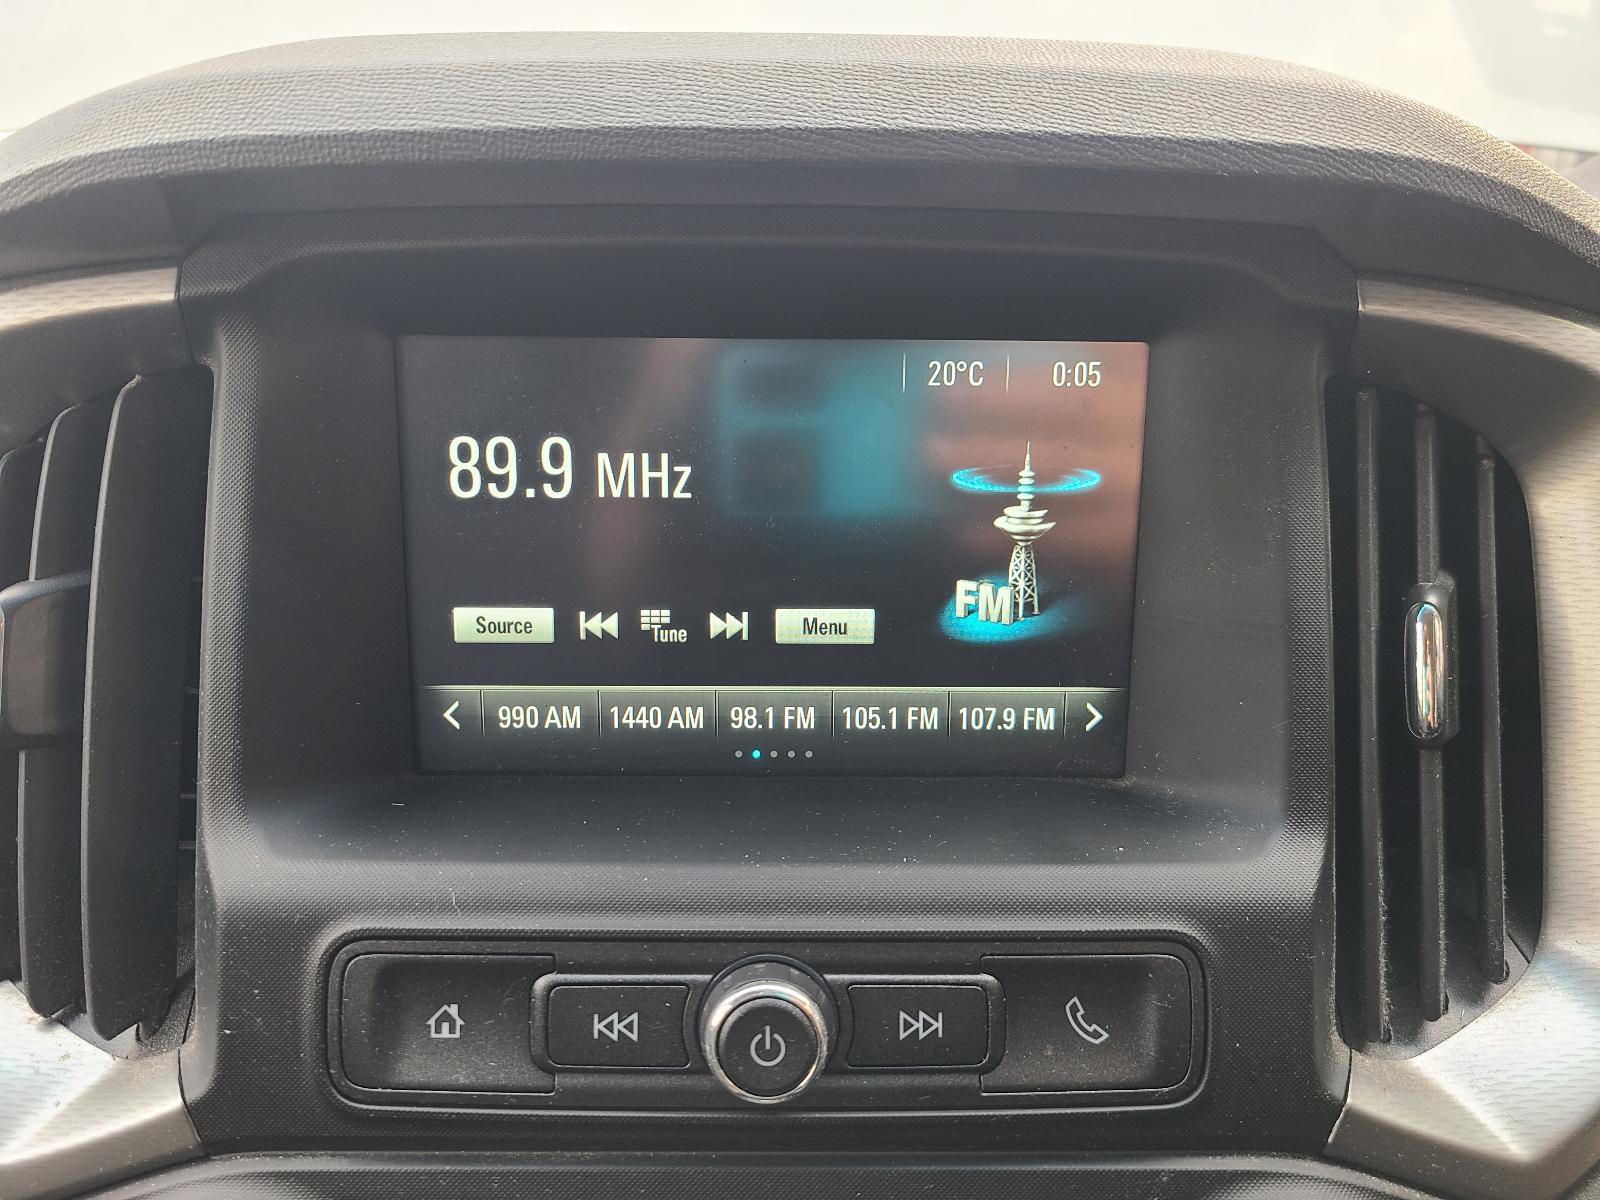 20°C 0:05
89.9 MHz
FM
Source Tune Menu
990 AM 1440 AM 98.1 FM 105.1 FM 107.9 FM